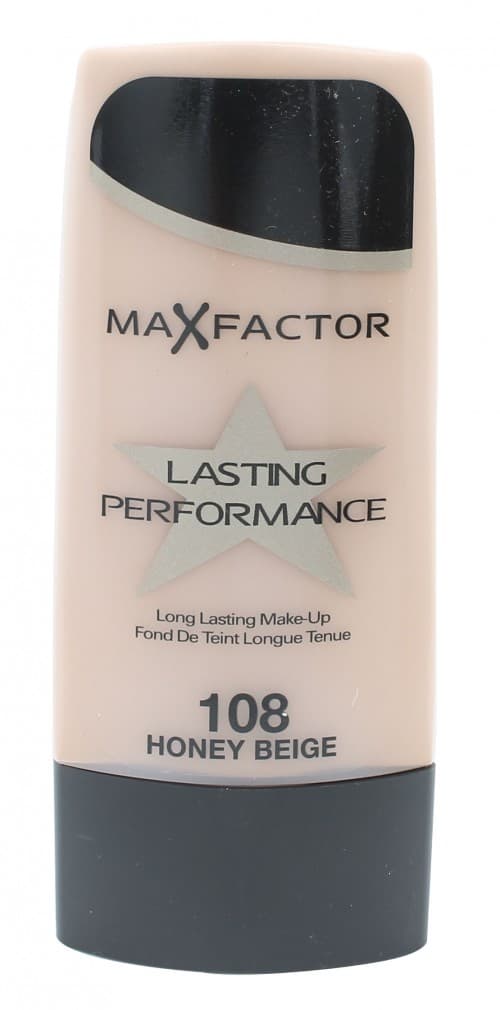 MAXFACTOR
LASTING
PERFORMANCE
Long Lasting Make-Up
Fond De Teint Longue Tenue
108
HONEY BEIGE